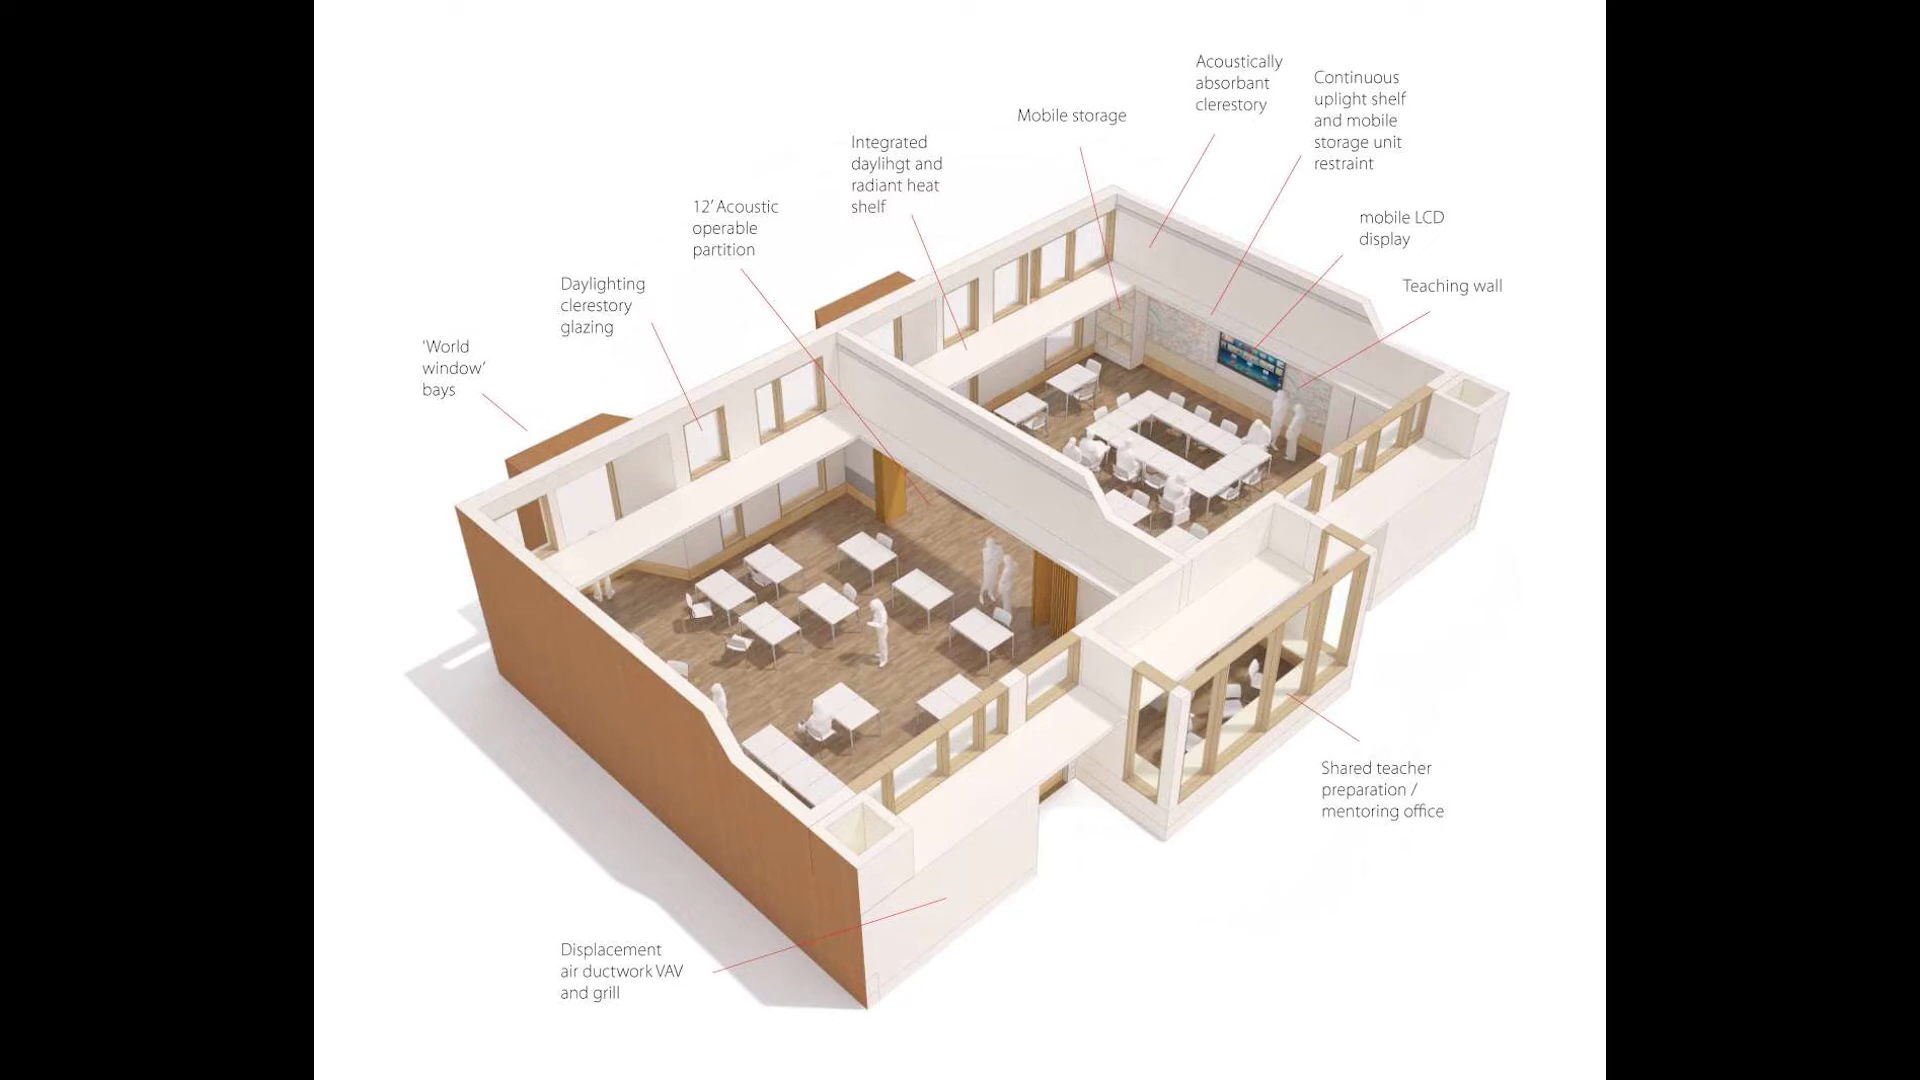 Acoustically
absorbant
clerestory
Continuous
uplight shelf
and mobile
storage unit
restraint
Mobile storage
Integrated
daylihgt and
radiant heat
shelf
12’ Acoustic
operable
partition
mobile LCD
display
Teaching wall
Daylighting
clerestory
glazing
‘World
window’
bays
Shared teacher
preparation /
mentoring office
Displacement
air ductwork VAV
and grill